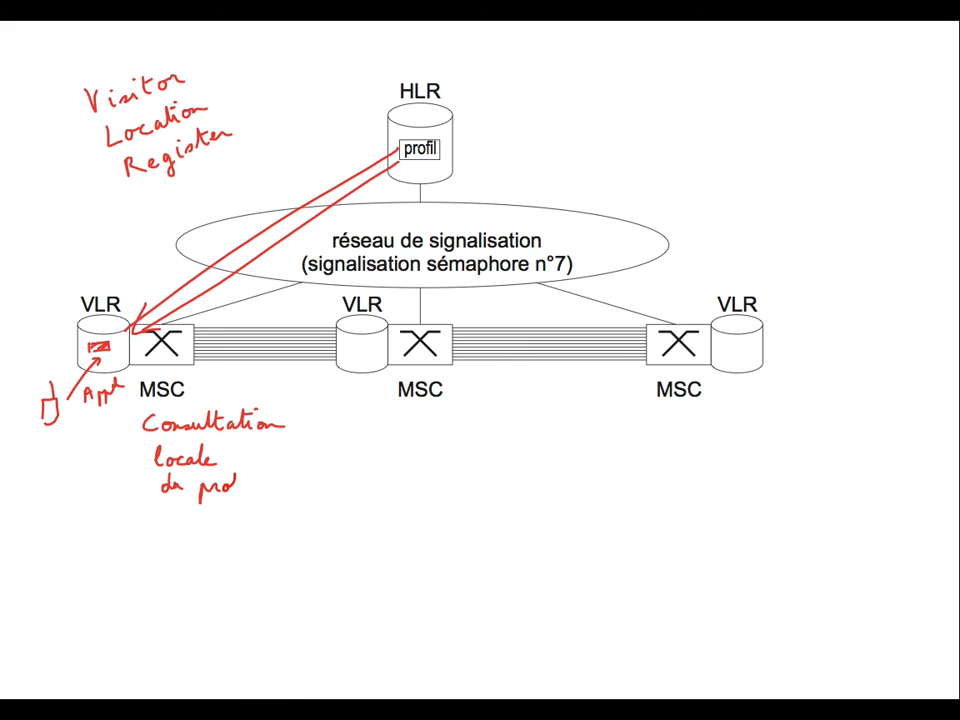 Visitor
Location
Register
HLR
profil
réseau de signalisation
(signalisation sémaphore n°7)
VLR
VLR
VLR
Appel
MSC
MSC
MSC
Consultation
locale
du prof